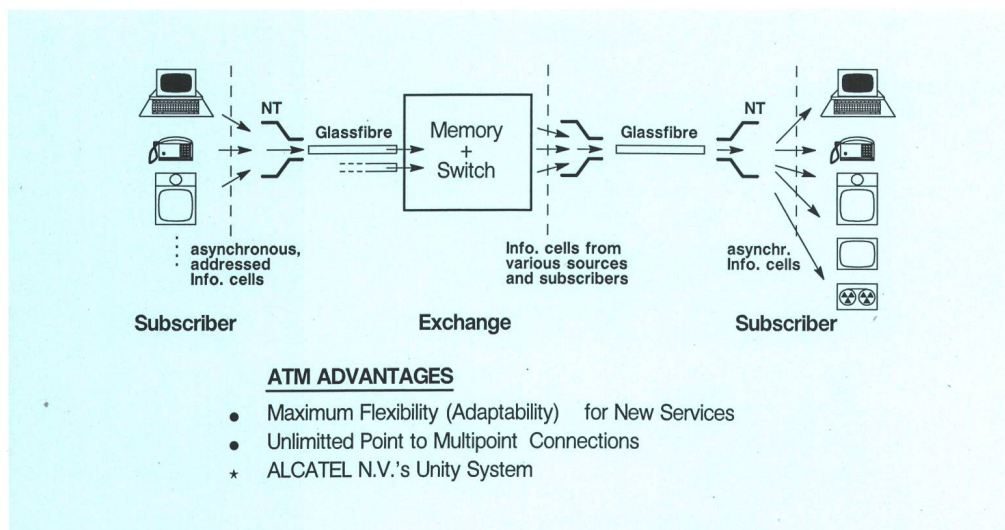 NT
Glassfibre
Memory
+
Switch
Glassfibre
NT
asynchronous,
addressed
Info. cells
Info. cells from
various sources
and subscribers
asynchr.
Info. cells
Subscriber
Exchange
Subscriber
ATM ADVANTAGES
● Maximum Flexibility (Adaptability) for New Services
● Unlimitted Point to Multipoint Connections
★ ALCATEL N.V.'s Unity System